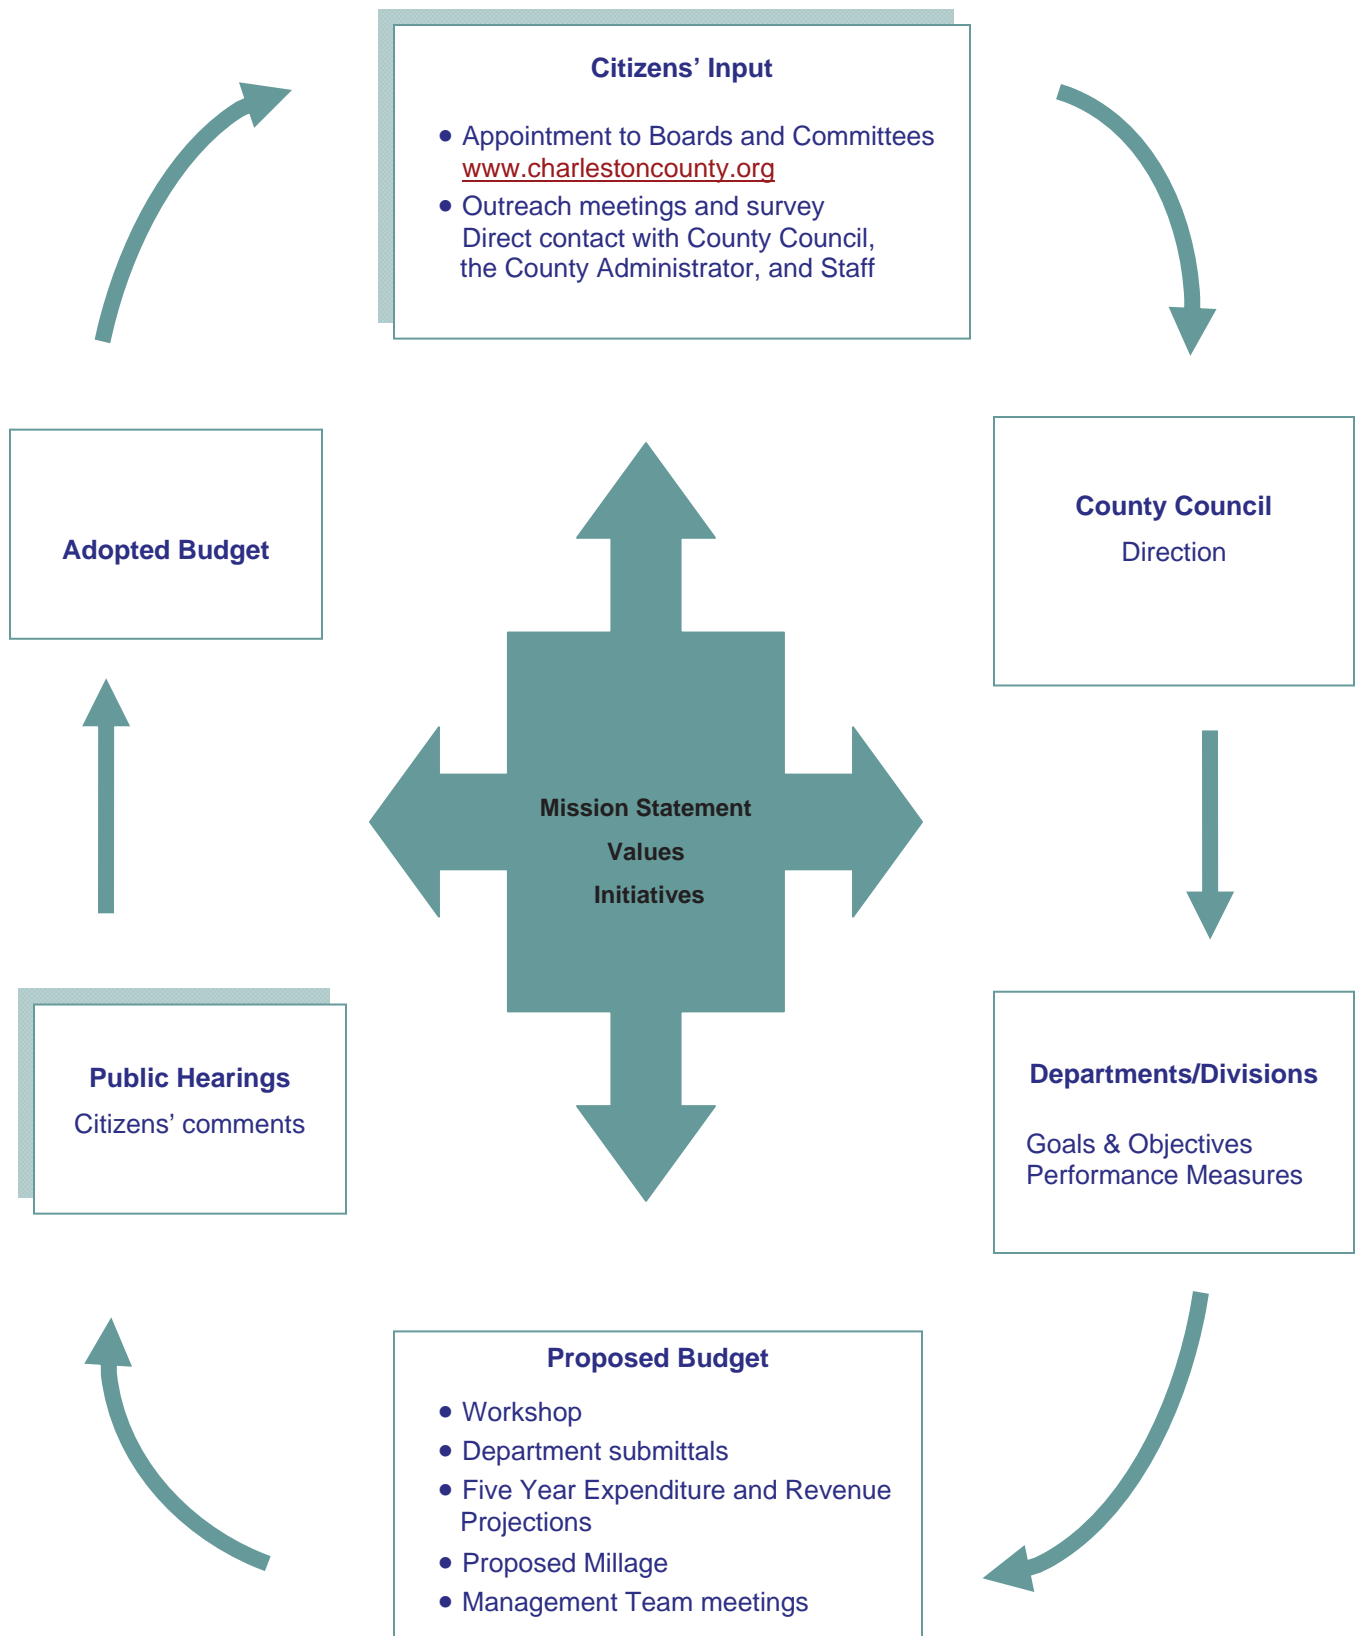 Citizens’ Input
• Appointment to Boards and Committees
www.charlestoncounty.org
• Outreach meetings and survey
Direct contact with County Council,
the County Administrator, and Staff
County Council
Direction
Departments/Divisions
Goals & Objectives
Performance Measures
Proposed Budget
• Workshop
• Department submittals
• Five Year Expenditure and Revenue
Projections
• Proposed Millage
• Management Team meetings
Public Hearings
Citizens’ comments
Adopted Budget
Mission Statement
Values
Initiatives